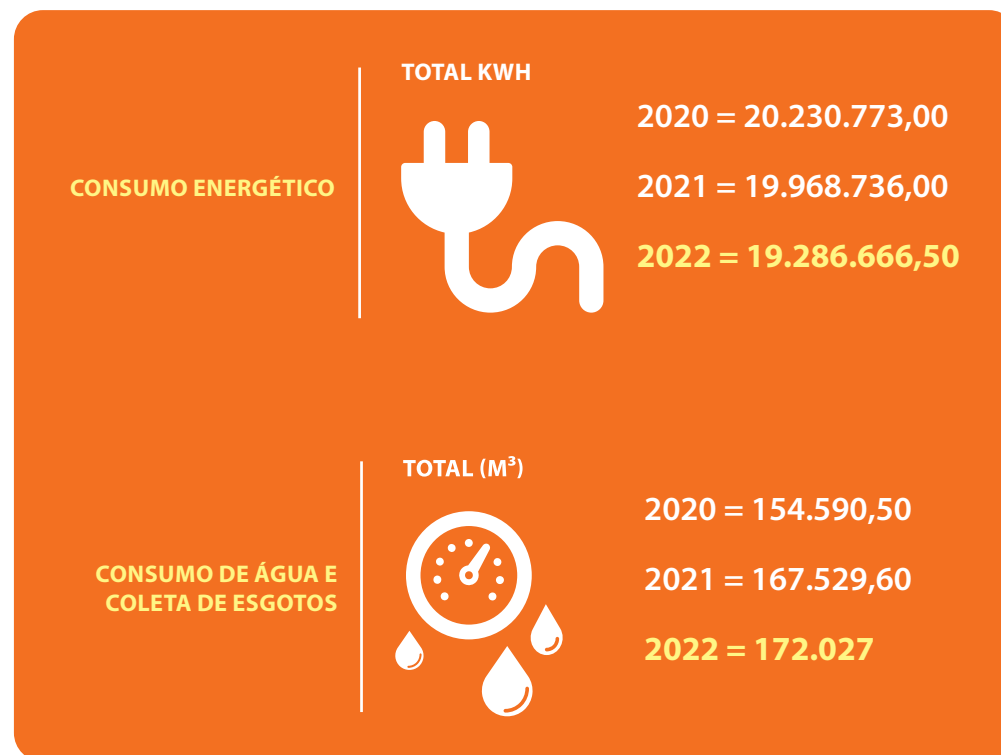 TOTAL KWH
CONSUMO ENERGÉTICO
2020 = 20.230.773,00
2021 = 19.968.736,00
2022 = 19.286.666,50
TOTAL (M³)
CONSUMO DE ÁGUA E
COLETA DE ESGOTOS
2020 = 154.590,50
2021 = 167.529,60
2022 = 172.027